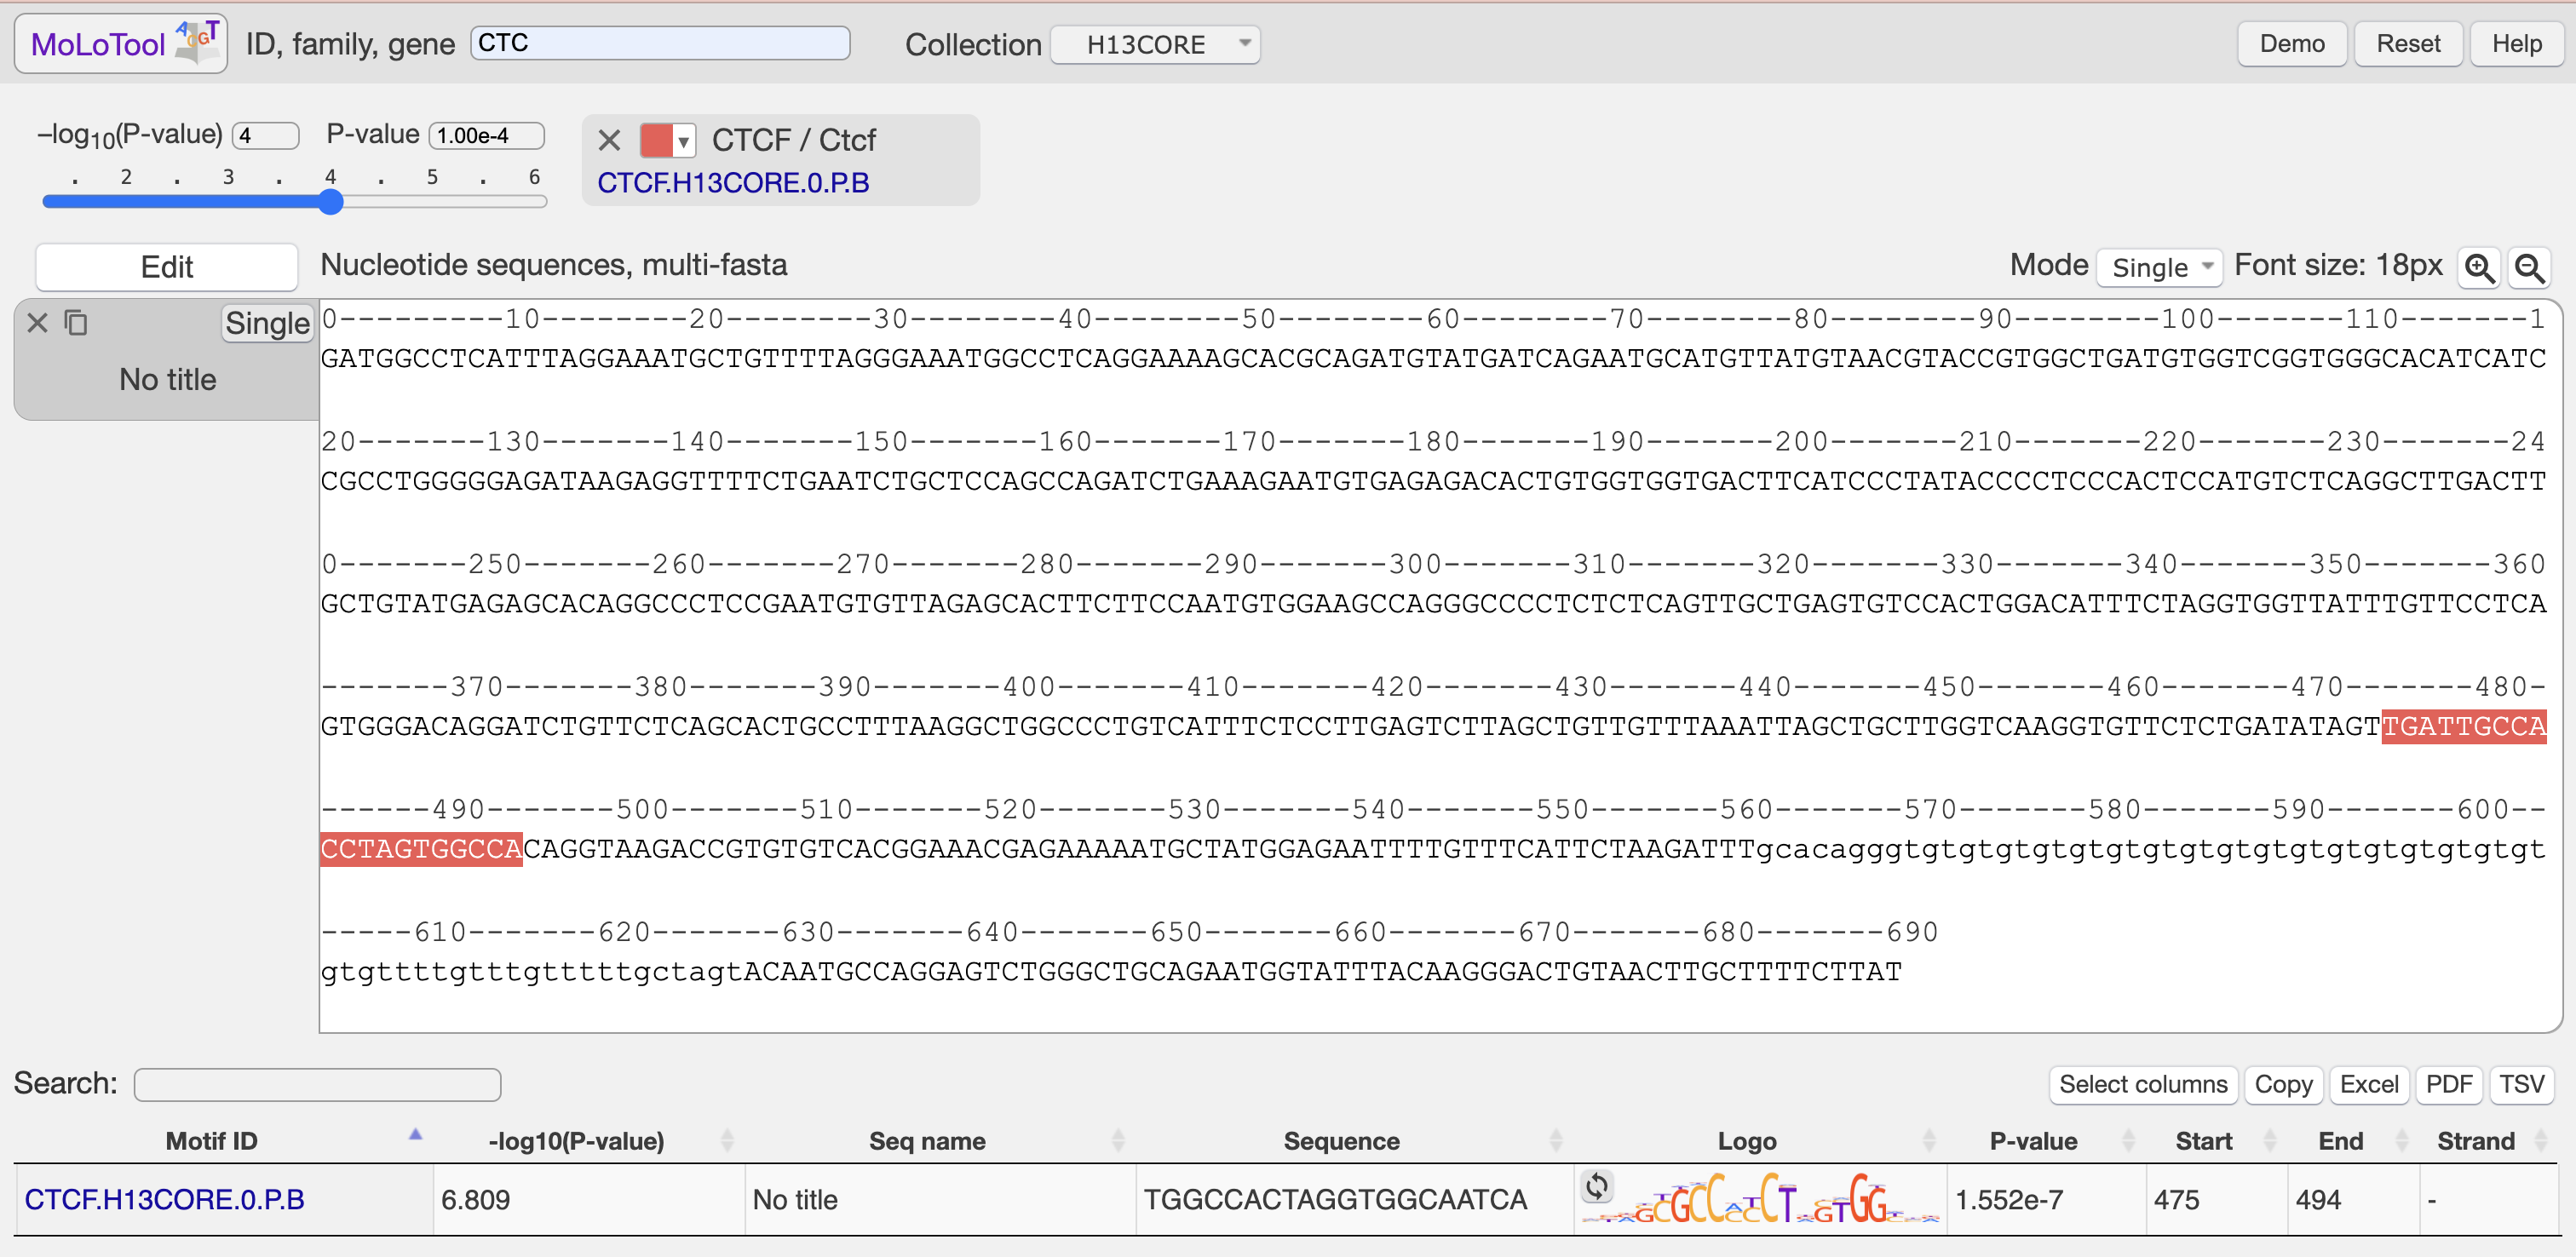 MoLoTool ID, family, gene CTC Collection H13CORE Demo Reset Help
–log10(P-value) 4 P-value 1.00e-4 CTCF / Ctcf
. 2 . 3 . 4 . 5 . 6 CTCF.H13CORE.0.P.B
Edit Nucleotide sequences, multi-fasta Mode Single Font size: 18px
Single
No title
0---------10--------20--------30--------40--------50--------60--------70--------80--------90--------100-------110-------1
GATGGCCTCATTTAGGAAATGCTGTTTTAGGGAAATGGCCTCAGGAAAAGCACGCAGATGTATGATCAGAATGCATGTTATGTAACGTACCGTGGCTGATGTGGTCGGTGGGCACATCATC
20-------130-------140-------150-------160-------170-------180-------190-------200-------210-------220-------230-------24
CGCCTGGGGGAGATAAGAGGTTTTCTGAATCTGCTCCAGCCAGATCTGAAAGAATGTGAGAGACACTGTGGTGGTGACTTCATCCCTATACCCCTCCCACTCCATGTCTCAGGCTTGACTT
0-------250-------260-------270-------280-------290-------300-------310-------320-------330-------340-------350-------360
GCTGTATGAGAGCACAGGCCCTCCGAATGTGTTAGAGCACTTCTTCCAATGTGGAAGCCAGGGCCCCTCTCTCAGTTGCTGAGTGTCCACTGGACATTTCTAGGTGGTTATTTGTTCCTCA
-------370-------380-------390-------400-------410-------420-------430-------440-------450-------460-------470-------480-
GTGGGACAGGATCTGTTCTCAGCACTGCCTTTAAGGCTGGCCCTGTCATTTCTCCTTGAGTCTTAGCTGTTGTTTAAATTAGCTGCTTGGTCAAGGTGTTCTCTGATATAGTTGATTGCCA
------490-------500-------510-------520-------530-------540-------550-------560-------570-------580-------590-------600--
CCTAGTGGCCACAGGTAAGACCGTGTGTCACGGAAACGAGAAAAATGCTATGGAGAATTTTGTTTCATTCTAAGATTTgcacagggtgtgtgtgtgtgtgtgtgtgtgtgtgtgtgtgtgt
-----610-------620-------630-------640-------650-------660-------670-------680-------690
gtgttttgtttgtttttgctagtACAATGCCAGGAGTCTGGGCTGCAGAATGGTATTTACAAGGGACTGTAACTTGCTTTTCTTAT
Search: Select columns Copy Excel PDF TSV
Motif ID -log10(P-value) Seq name Sequence Logo P-value Start End Strand
CTCF.H13CORE.0.P.B 6.809 No title TGGCCACTAGGTGGCAATCA 1.552e-7 475 494 -